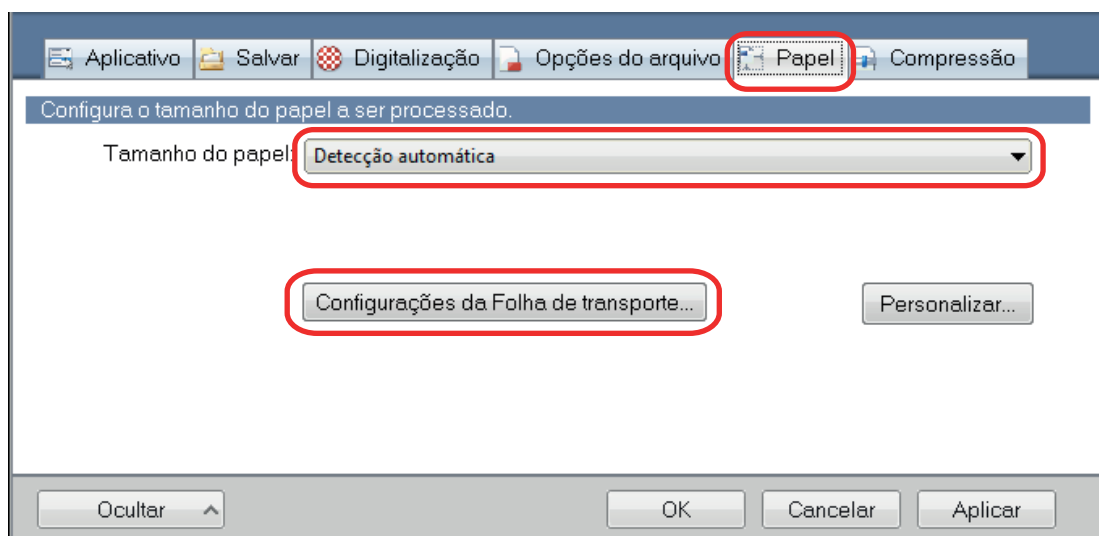 Aplicativo Salvar Digitalização Opções do arquivo Papel Compressão
Configura o tamanho do papel a ser processado.
Tamanho do papel: Detecção automática
Configurações da Folha de transporte... Personalizar...
Ocultar OK Cancelar Aplicar